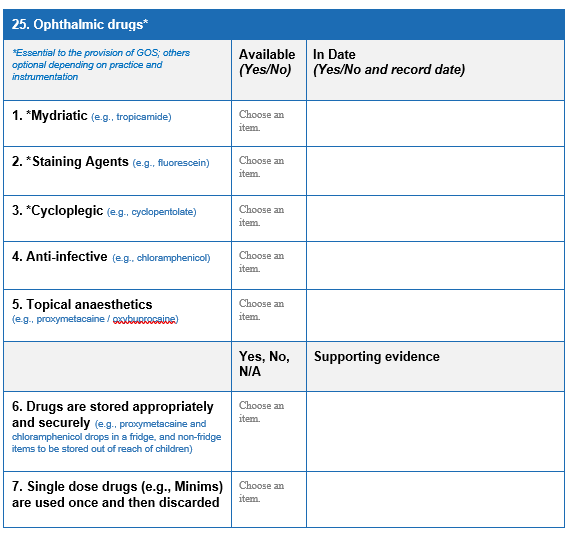 25. Ophthalmic drugs*
*Essential to the provision of GOS; others
optional depending on practice and
instrumentation
Available
(Yes/No)
In Date
(Yes/No and record date)
1. *Mydriatic (e.g., tropicamide)
Choose an
item.
2. *Staining Agents (e.g., fluorescein)
Choose an
item.
3. *Cycloplegic (e.g., cyclopentolate)
Choose an
item.
4. Anti-infective (e.g., chloramphenicol)
Choose an
item.
5. Topical anaesthetics
(e.g., proxymetacaine / oxybuprocaine)
Choose an
item.
Yes, No,
N/A
Supporting evidence
6. Drugs are stored appropriately
and securely (e.g., proxymetacaine and
chloramphenicol drops in a fridge, and non-fridge
items to be stored out of reach of children)
Choose an
item.
7. Single dose drugs (e.g., Minims)
are used once and then discarded
Choose an
item.